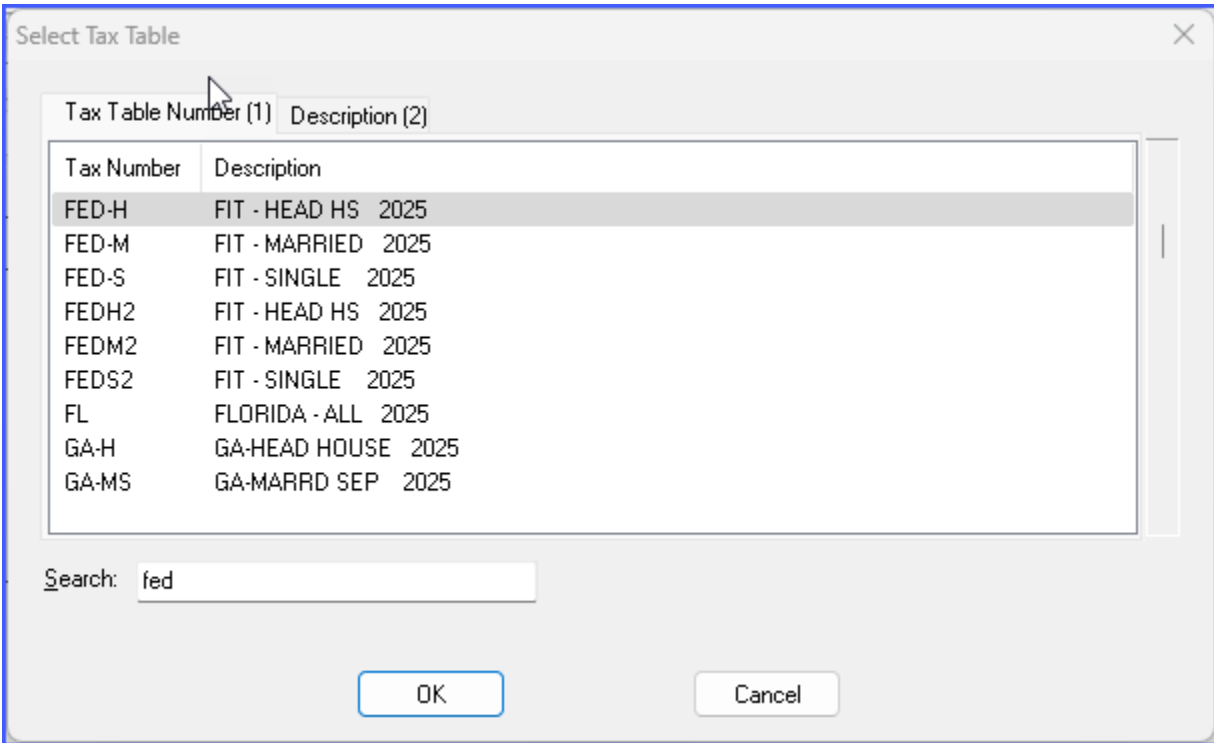 Select Tax Table
Tax Table Number (1) Description (2)
Tax Number Description
FED-H FIT - HEAD HS 2025
FED-M FIT - MARRIED 2025
FED-S FIT - SINGLE 2025
FEDH2 FIT - HEAD HS 2025
FEDM2 FIT - MARRIED 2025
FEDS2 FIT - SINGLE 2025
FL FLORIDA - ALL 2025
GA-H GA-HEAD HOUSE 2025
GA-MS GA-MARRD SEP 2025
Search: fed
OK Cancel